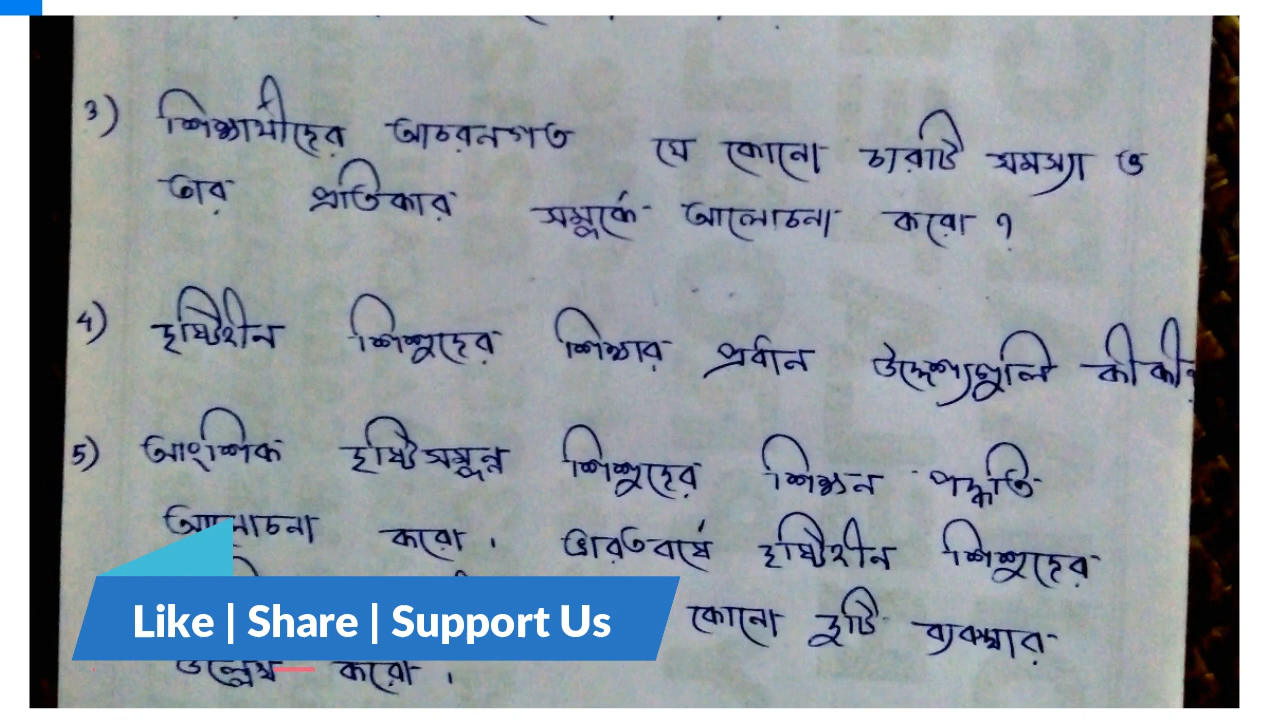 3) শিক্ষার্থীদের আচরনগত যে কোনো চারটি সমস্যা ও
তার প্রতিকার সম্পর্কে আলোচনা করো ?
4) দৃষ্টিহীন শিশুদের শিক্ষার প্রধান উদ্দেশ্যগুলি কী কী?
5) আংশিক দৃষ্টিসম্পন্ন শিশুদের শিক্ষন পদ্ধতি
আলোচনা করো । ভারতবর্ষে দৃষ্টিহীন শিশুদের
কোনো দুটি ব্যবস্থার
উল্লেখ করো ।
Like | Share | Support Us